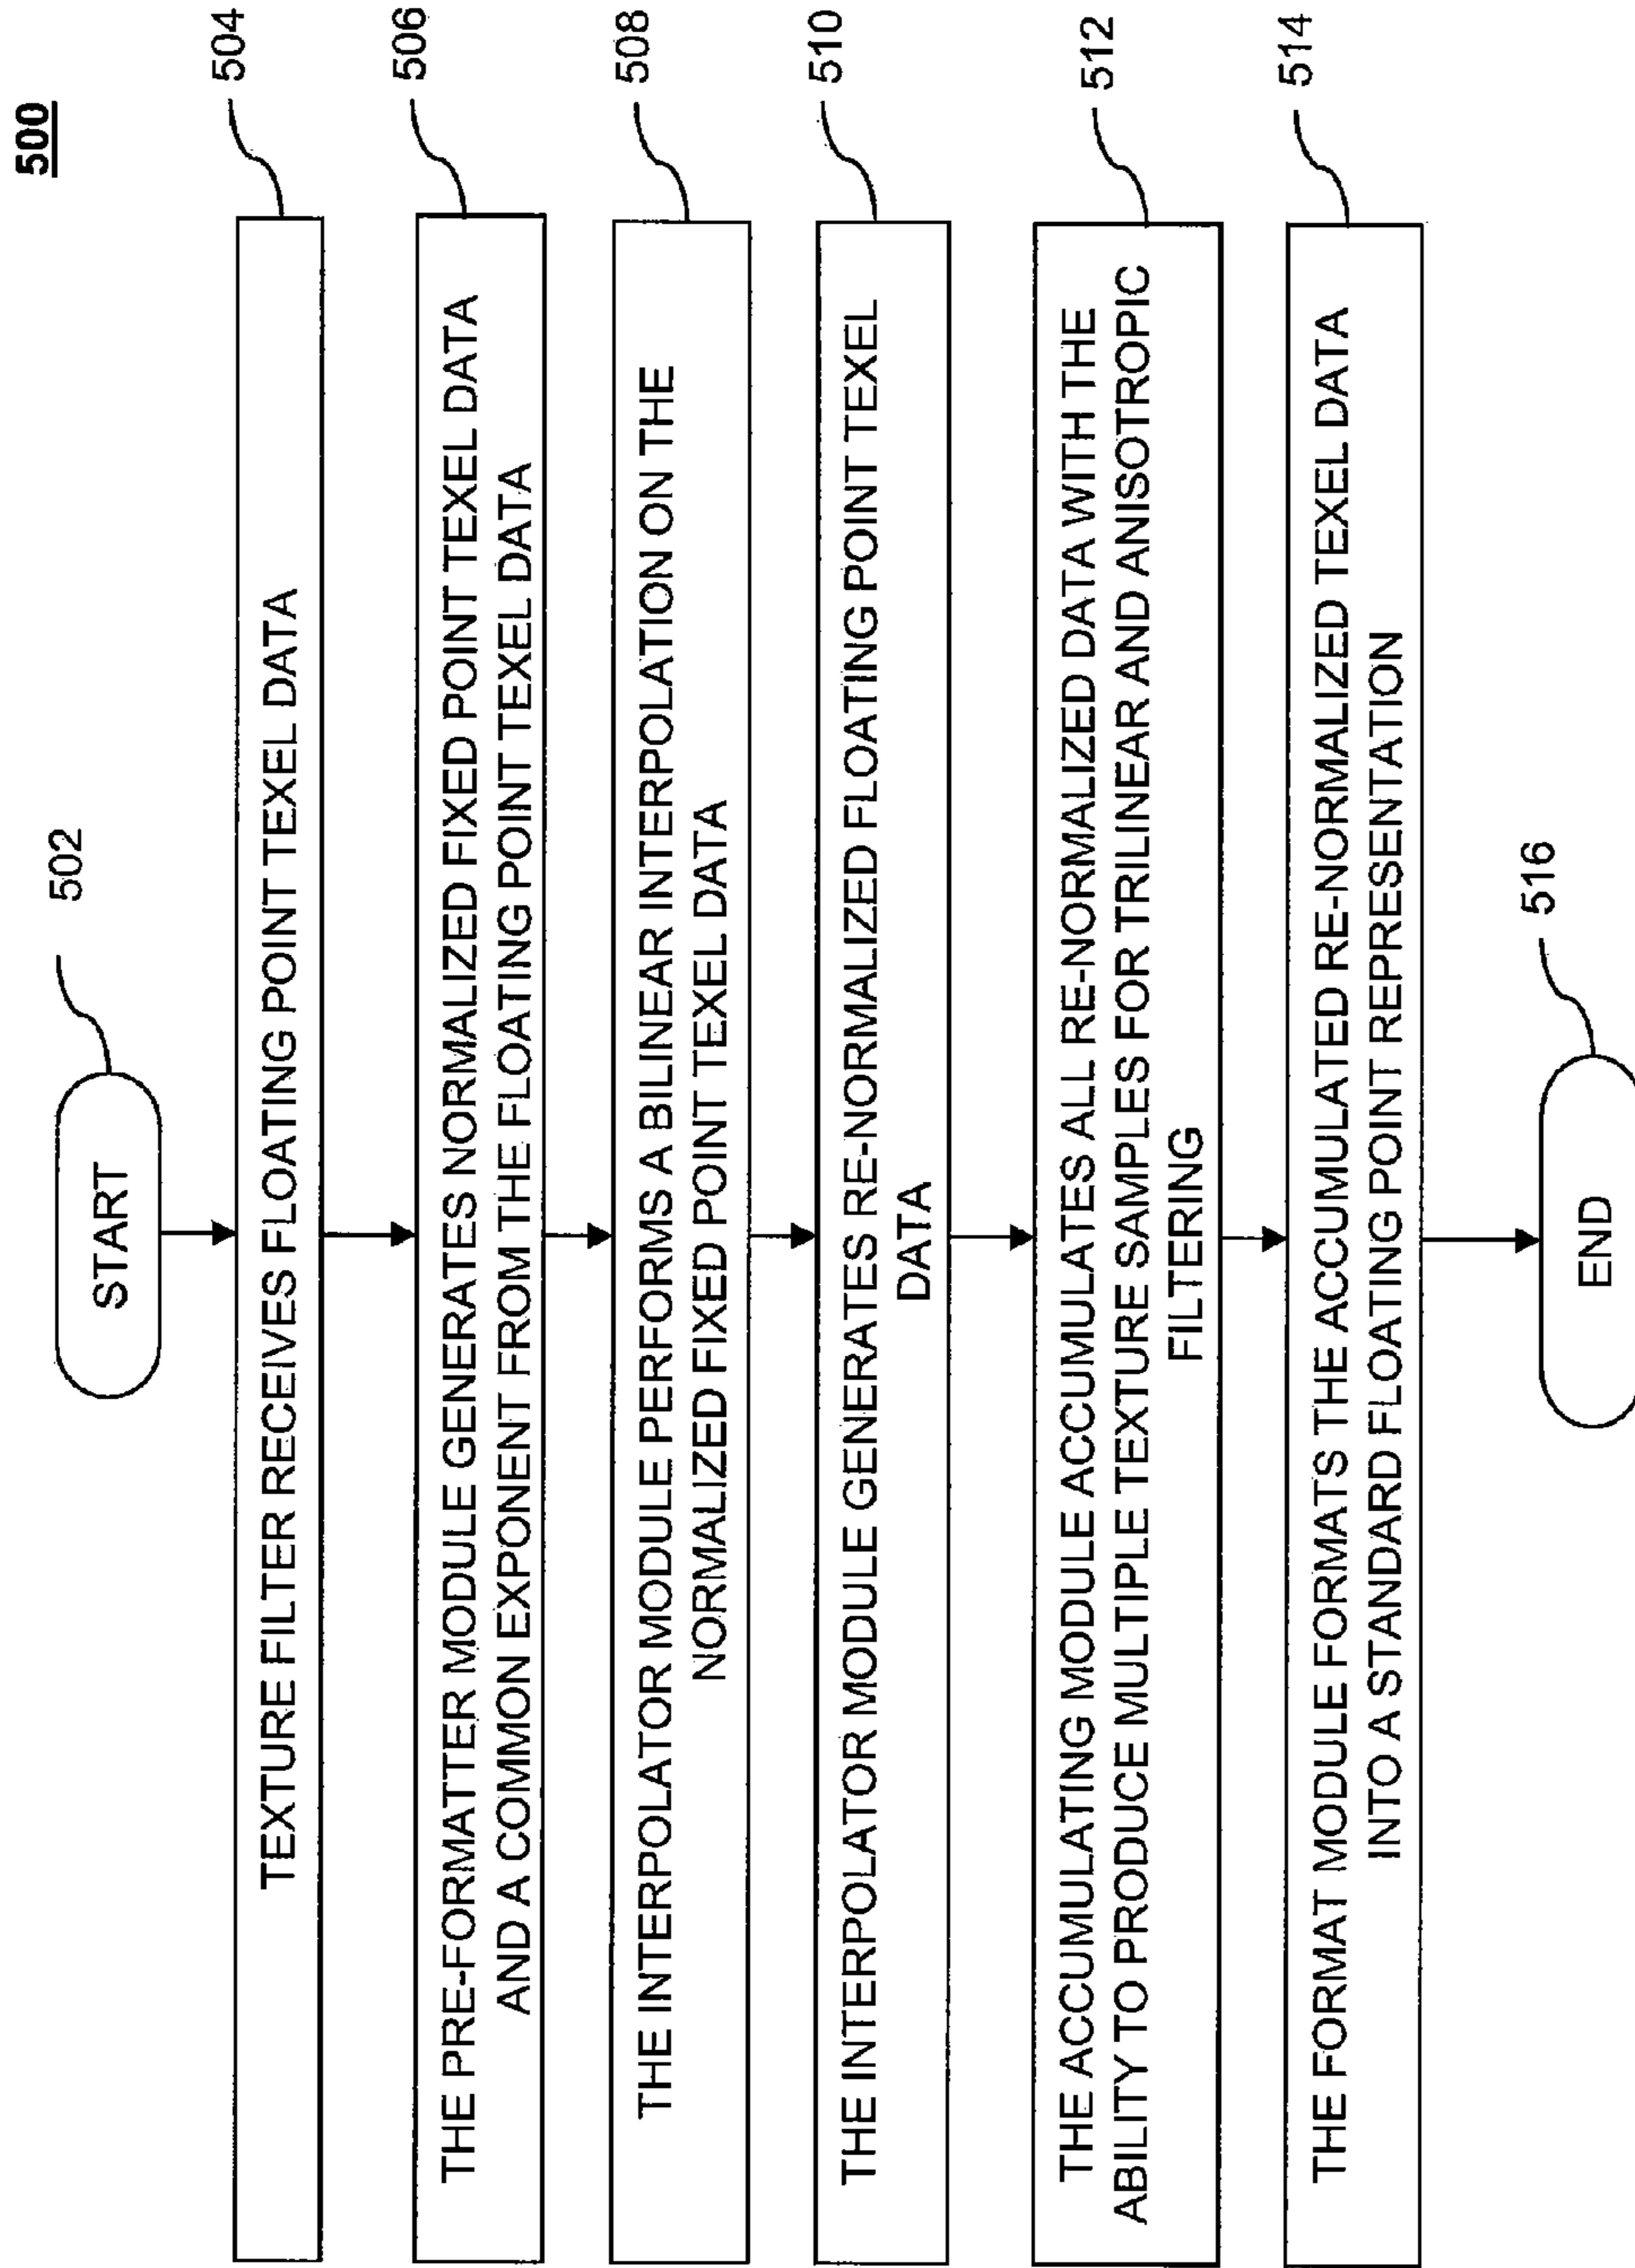 500
502
START
504
TEXTURE FILTER RECEIVES FLOATING POINT TEXEL DATA
506
THE PRE-FORMATTER MODULE GENERATES NORMALIZED FIXED POINT TEXEL DATA
AND A COMMON EXPONENT FROM THE FLOATING POINT TEXEL DATA
508
THE INTERPOLATOR MODULE PERFORMS A BILINEAR INTERPOLATION ON THE
NORMALIZED FIXED POINT TEXEL DATA
510
THE INTERPOLATOR MODULE GENERATES RE-NORMALIZED FLOATING POINT TEXEL
DATA
512
THE ACCUMULATING MODULE ACCUMULATES ALL RE-NORMALIZED DATA WITH THE
ABILITY TO PRODUCE MULTIPLE TEXTURE SAMPLES FOR TRILINEAR AND ANISOTROPIC
FILTERING
514
THE FORMAT MODULE FORMATS THE ACCUMULATED RE-NORMALIZED TEXEL DATA
INTO A STANDARD FLOATING POINT REPRESENTATION
516
END